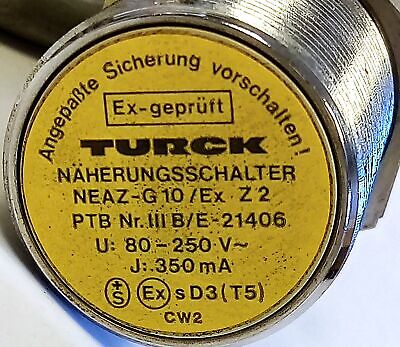 Angepaßte Sicherung vorschalten!
Ex-geprüft
TURCK
NÄHERUNGSSCHALTER
NEAZ-G10/Ex Z2
PTB Nr. III B/E-21406
U: 80-250 V~
J: 350 mA
+S Ex s D3 (T5)
CW2